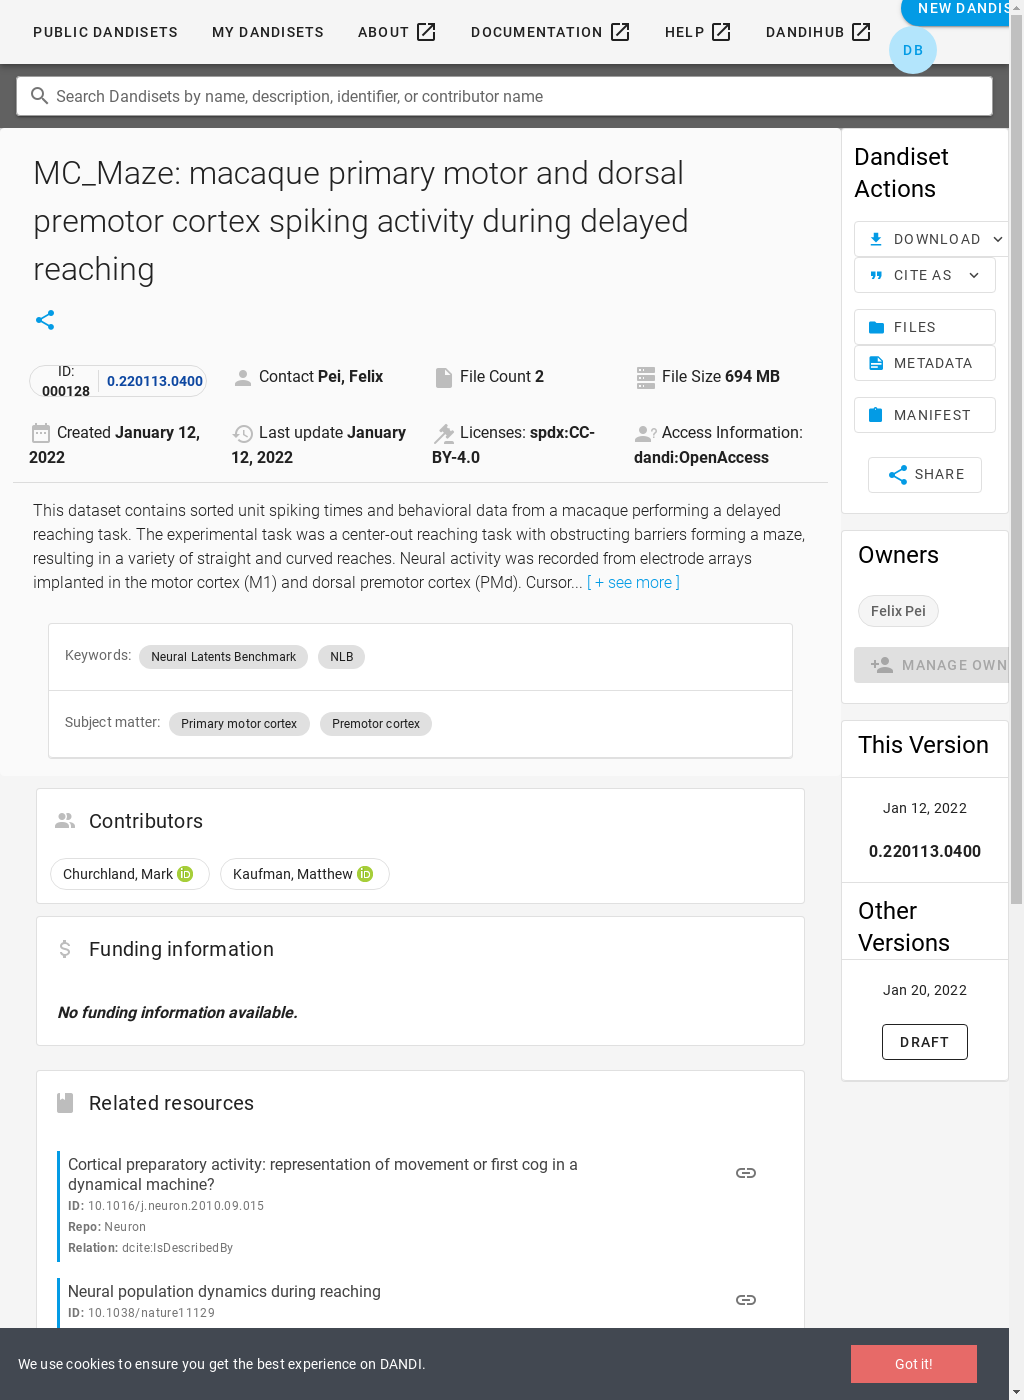 PUBLIC DANDISETS MY DANDISETS ABOUT DOCUMENTATION HELP DANDIHUB NEW DANDIS
DB
Search Dandisets by name, description, identifier, or contributor name
MC_Maze: macaque primary motor and dorsal
premotor cortex spiking activity during delayed
reaching
ID:
000128 0.220113.0400
Contact Pei, Felix
File Count 2
File Size 694 MB
Created January 12,
2022
Last update January
12, 2022
Licenses: spdx:CC-
BY-4.0
Access Information:
dandi:OpenAccess
This dataset contains sorted unit spiking times and behavioral data from a macaque performing a delayed
reaching task. The experimental task was a center-out reaching task with obstructing barriers forming a maze,
resulting in a variety of straight and curved reaches. Neural activity was recorded from electrode arrays
implanted in the motor cortex (M1) and dorsal premotor cortex (PMd). Cursor... [ + see more ]
Keywords: Neural Latents Benchmark NLB
Subject matter: Primary motor cortex Premotor cortex
Contributors
Churchland, Mark iD Kaufman, Matthew iD
Funding information
No funding information available.
Related resources
Cortical preparatory activity: representation of movement or first cog in a
dynamical machine?
ID: 10.1016/j.neuron.2010.09.015
Repo: Neuron
Relation: dcite:IsDescribedBy
Neural population dynamics during reaching
ID: 10.1038/nature11129
Dandiset
Actions
DOWNLOAD
CITE AS
FILES
METADATA
MANIFEST
SHARE
Owners
Felix Pei
MANAGE OWN
This Version
Jan 12, 2022
0.220113.0400
Other
Versions
Jan 20, 2022
DRAFT
We use cookies to ensure you get the best experience on DANDI.
Got it!